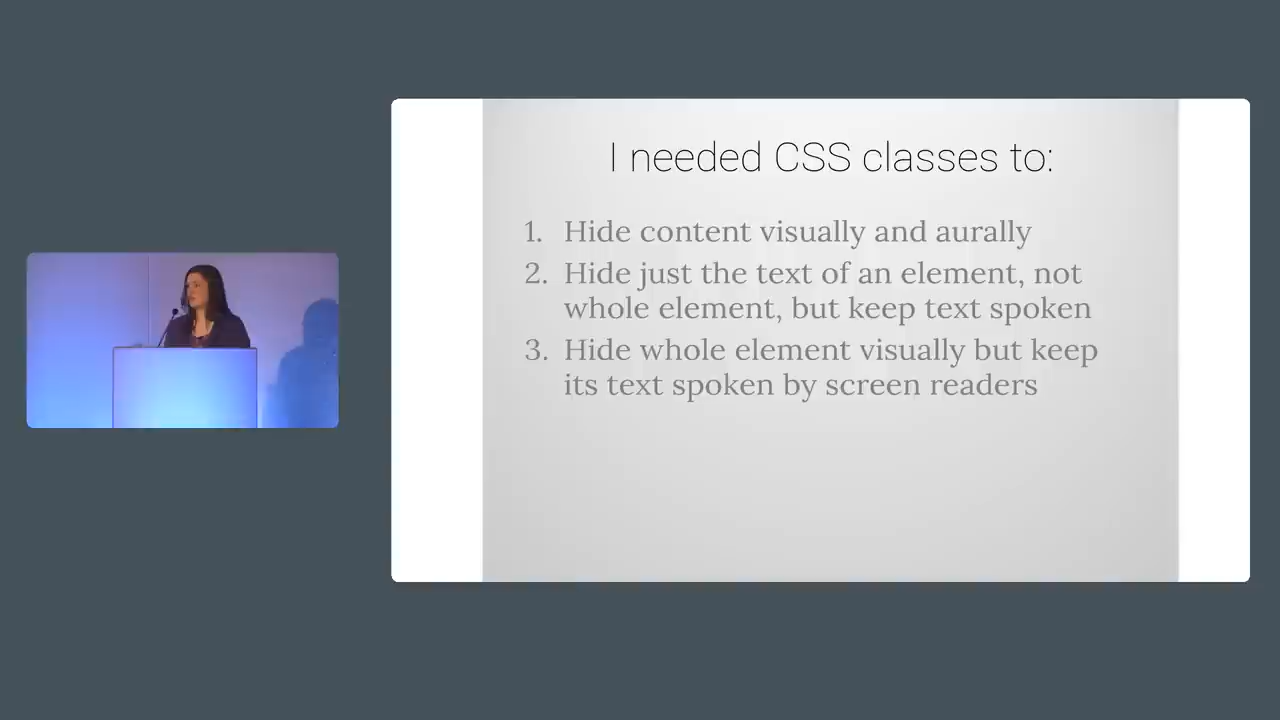 I needed CSS classes to:
1. Hide content visually and aurally
2. Hide just the text of an element, not
whole element, but keep text spoken
3. Hide whole element visually but keep
its text spoken by screen readers